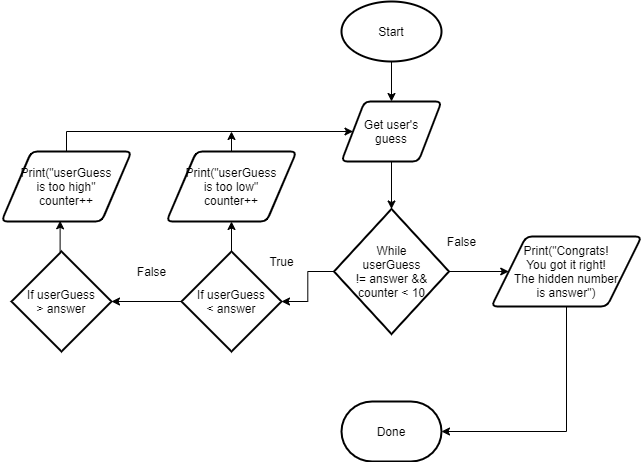 Start
Get user's
guess
Print("userGuess
is too high"
counter++
Print("userGuess
is too low"
counter++
While
userGuess
!= answer &&
counter < 10
False
Print("Congrats!
You got it right!
The hidden number
is answer")
True
False
If userGuess
> answer
If userGuess
< answer
Done